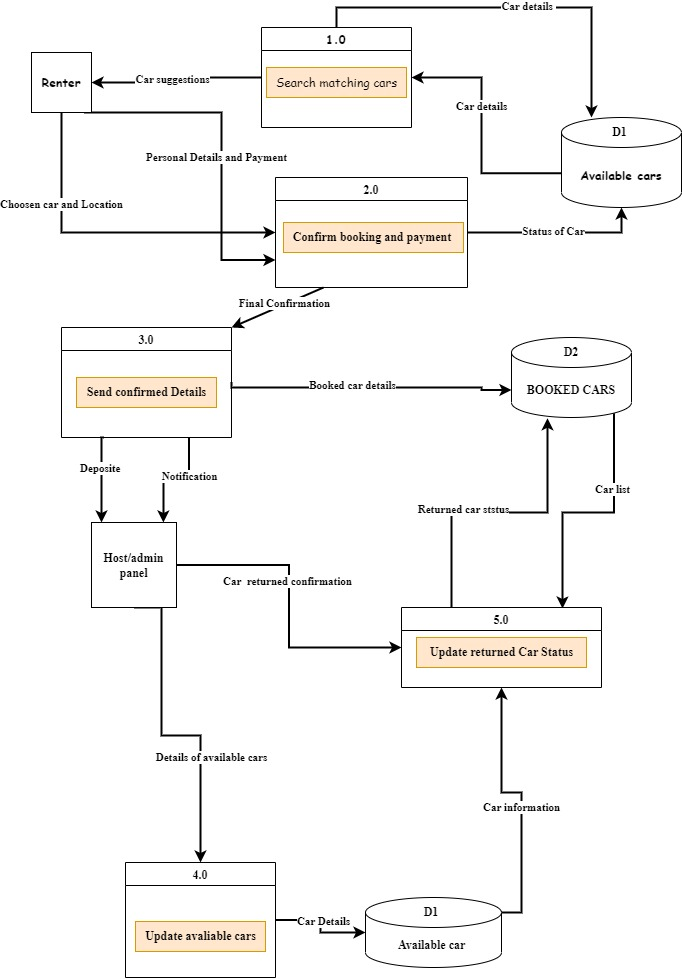 Car details
1.0
Search matching cars
Renter
Car suggestions
Car details
D1
Available cars
Personal Details and Payment
2.0
Choosen car and Location
Confirm booking and payment
Status of Car
Final Confirmation
3.0
Send confirmed Details
Booked car details
D2
BOOKED CARS
Deposite
Notification
Returned car ststus
Car list
Host/admin
panel
Car returned confirmation
5.0
Update returned Car Status
Details of available cars
Car information
4.0
Update avaliable cars
Car Details
D1
Available car